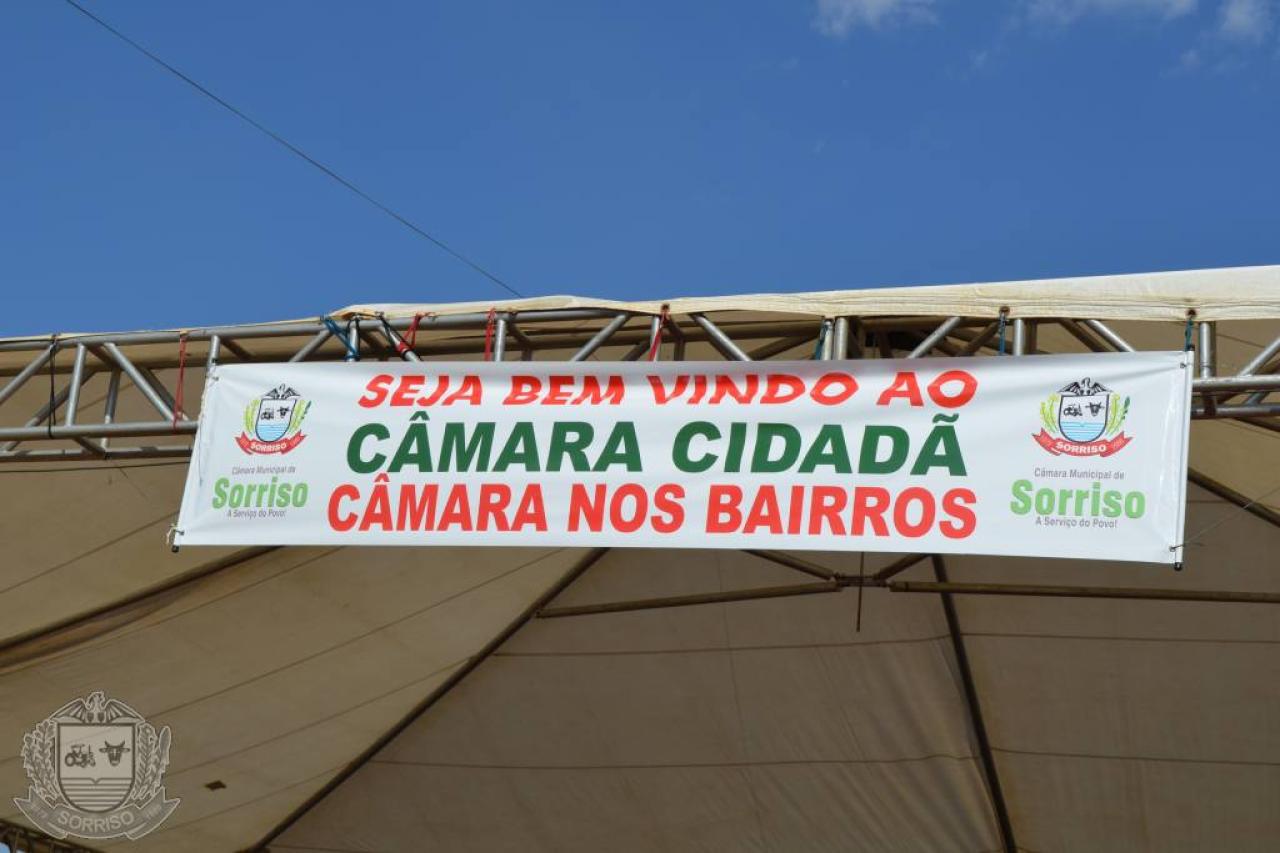 SEJA BEM VINDO AO
CÂMARA CIDADÃ
CÂMARA NOS BAIRROS
SORRISO
Câmara Municipal de
Sorriso
A Serviço do Povo!
SORRISO
Câmara Municipal de
Sorriso
A Serviço do Povo!
SORRISO